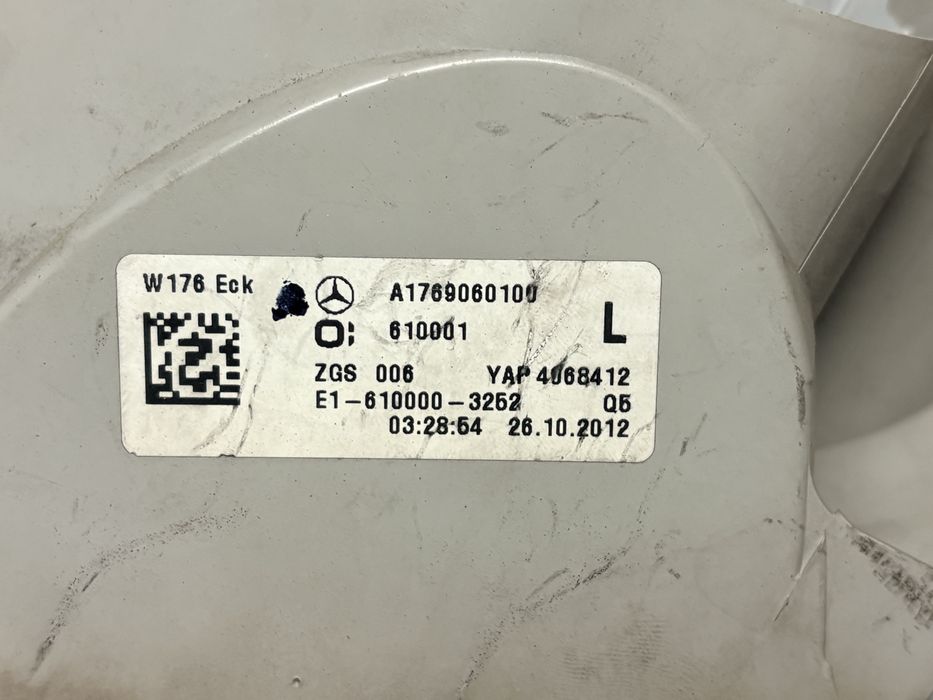 W176 Eck
A1769060100
610001
L
ZGS 006 YAP 4068412
E1-610000-3252 Q5
03:28:54 26.10.2012